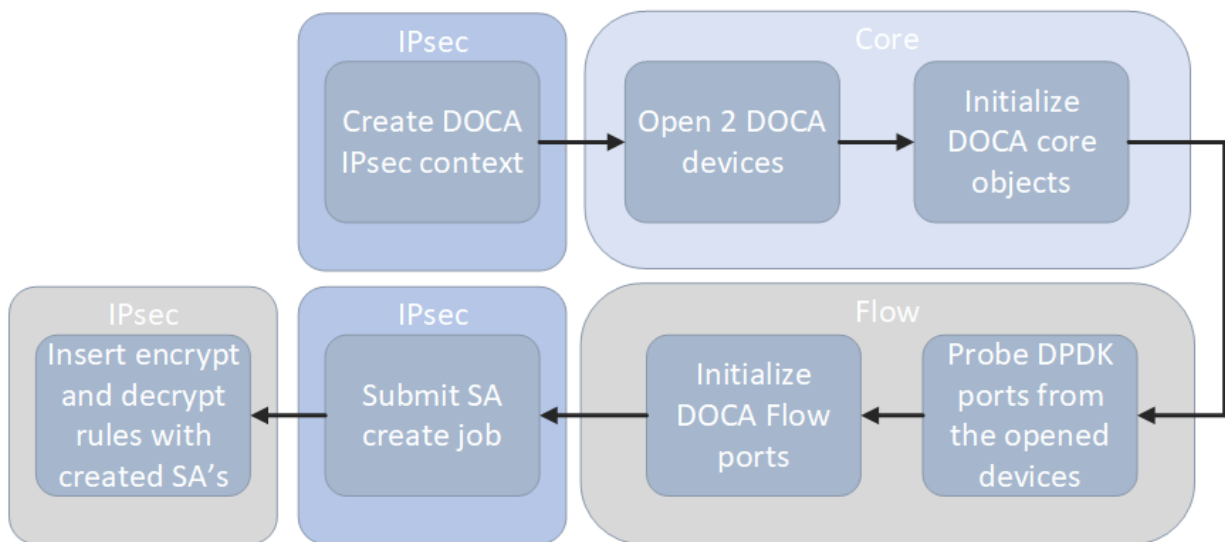 IPsec
Create DOCA
IPsec context
Core
Open 2 DOCA
devices
Initialize
DOCA core
objects
Flow
Probe DPDK
ports from
the opened
devices
Initialize
DOCA Flow
ports
IPsec
Submit SA
create job
IPsec
Insert encrypt
and decrypt
rules with
created SA’s